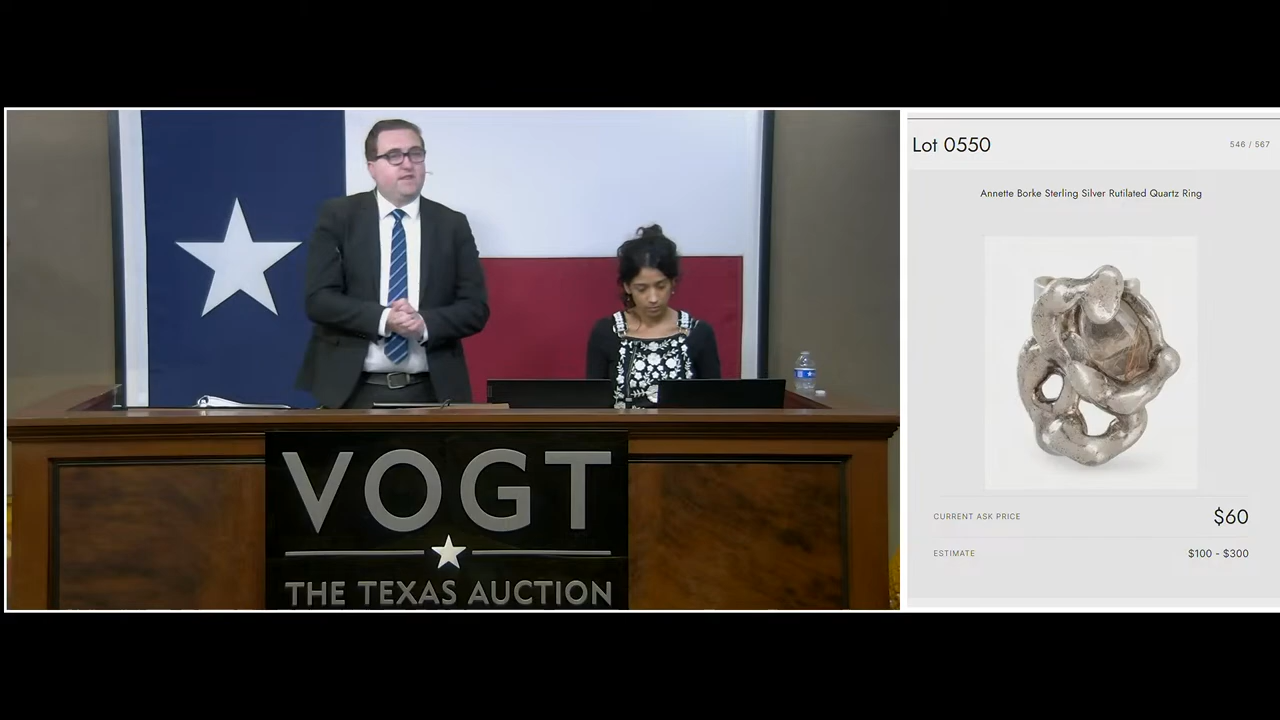 VOGT
THE TEXAS AUCTION
Lot 0550
546 / 567
Annette Borke Sterling Silver Rutilated Quartz Ring
CURRENT ASK PRICE
$60
ESTIMATE
$100 - $300